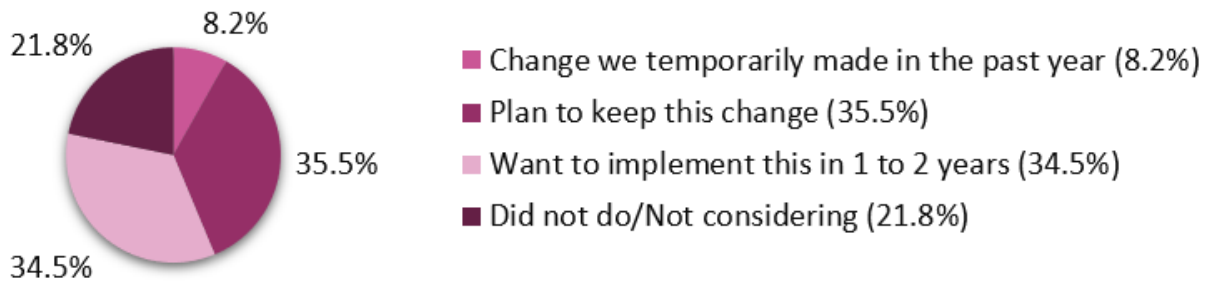 8.2%
21.8%
35.5%
34.5%
Change we temporarily made in the past year (8.2%)
Plan to keep this change (35.5%)
Want to implement this in 1 to 2 years (34.5%)
Did not do/Not considering (21.8%)